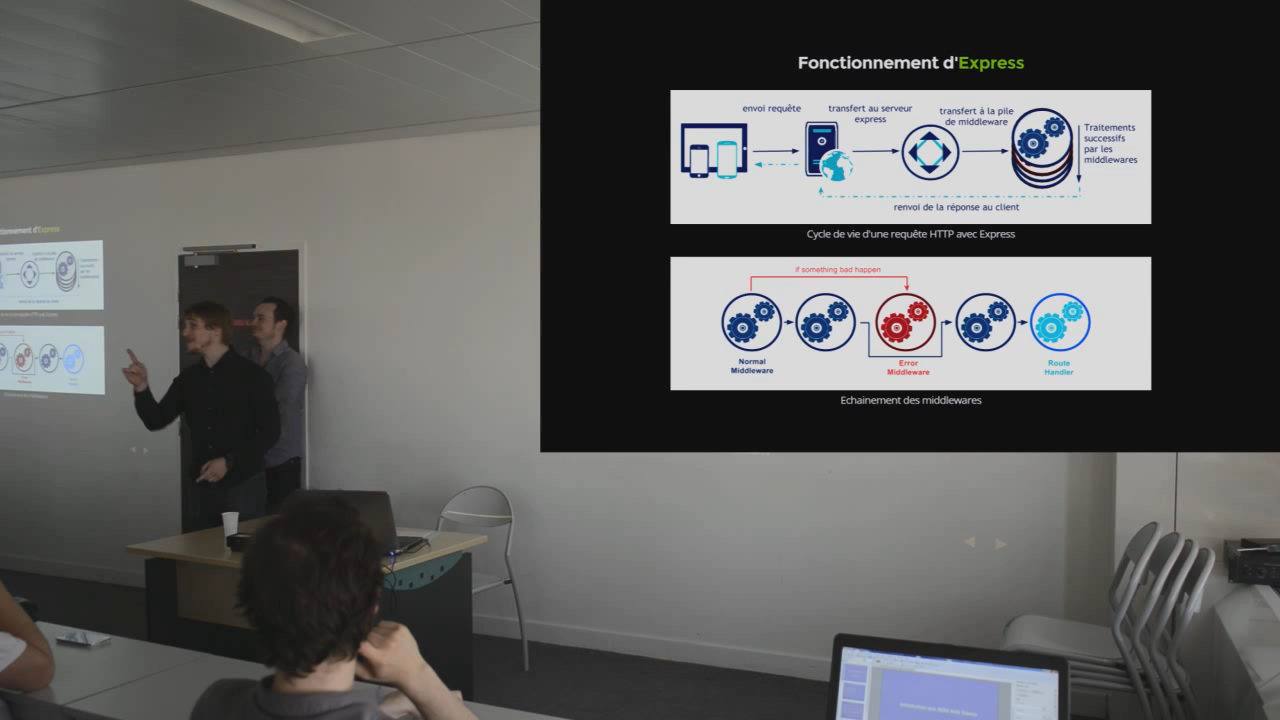 Fonctionnement d'Express
envoi requête
transfert au serveur
express
transfert à la pile
de middleware
Traitements
successifs
par les
middlewares
renvoi de la réponse au client
Cycle de vie d'une requête HTTP avec Express
if something bad happen
Normal
Middleware
Error
Middleware
Route
Handler
Echainement des middlewares